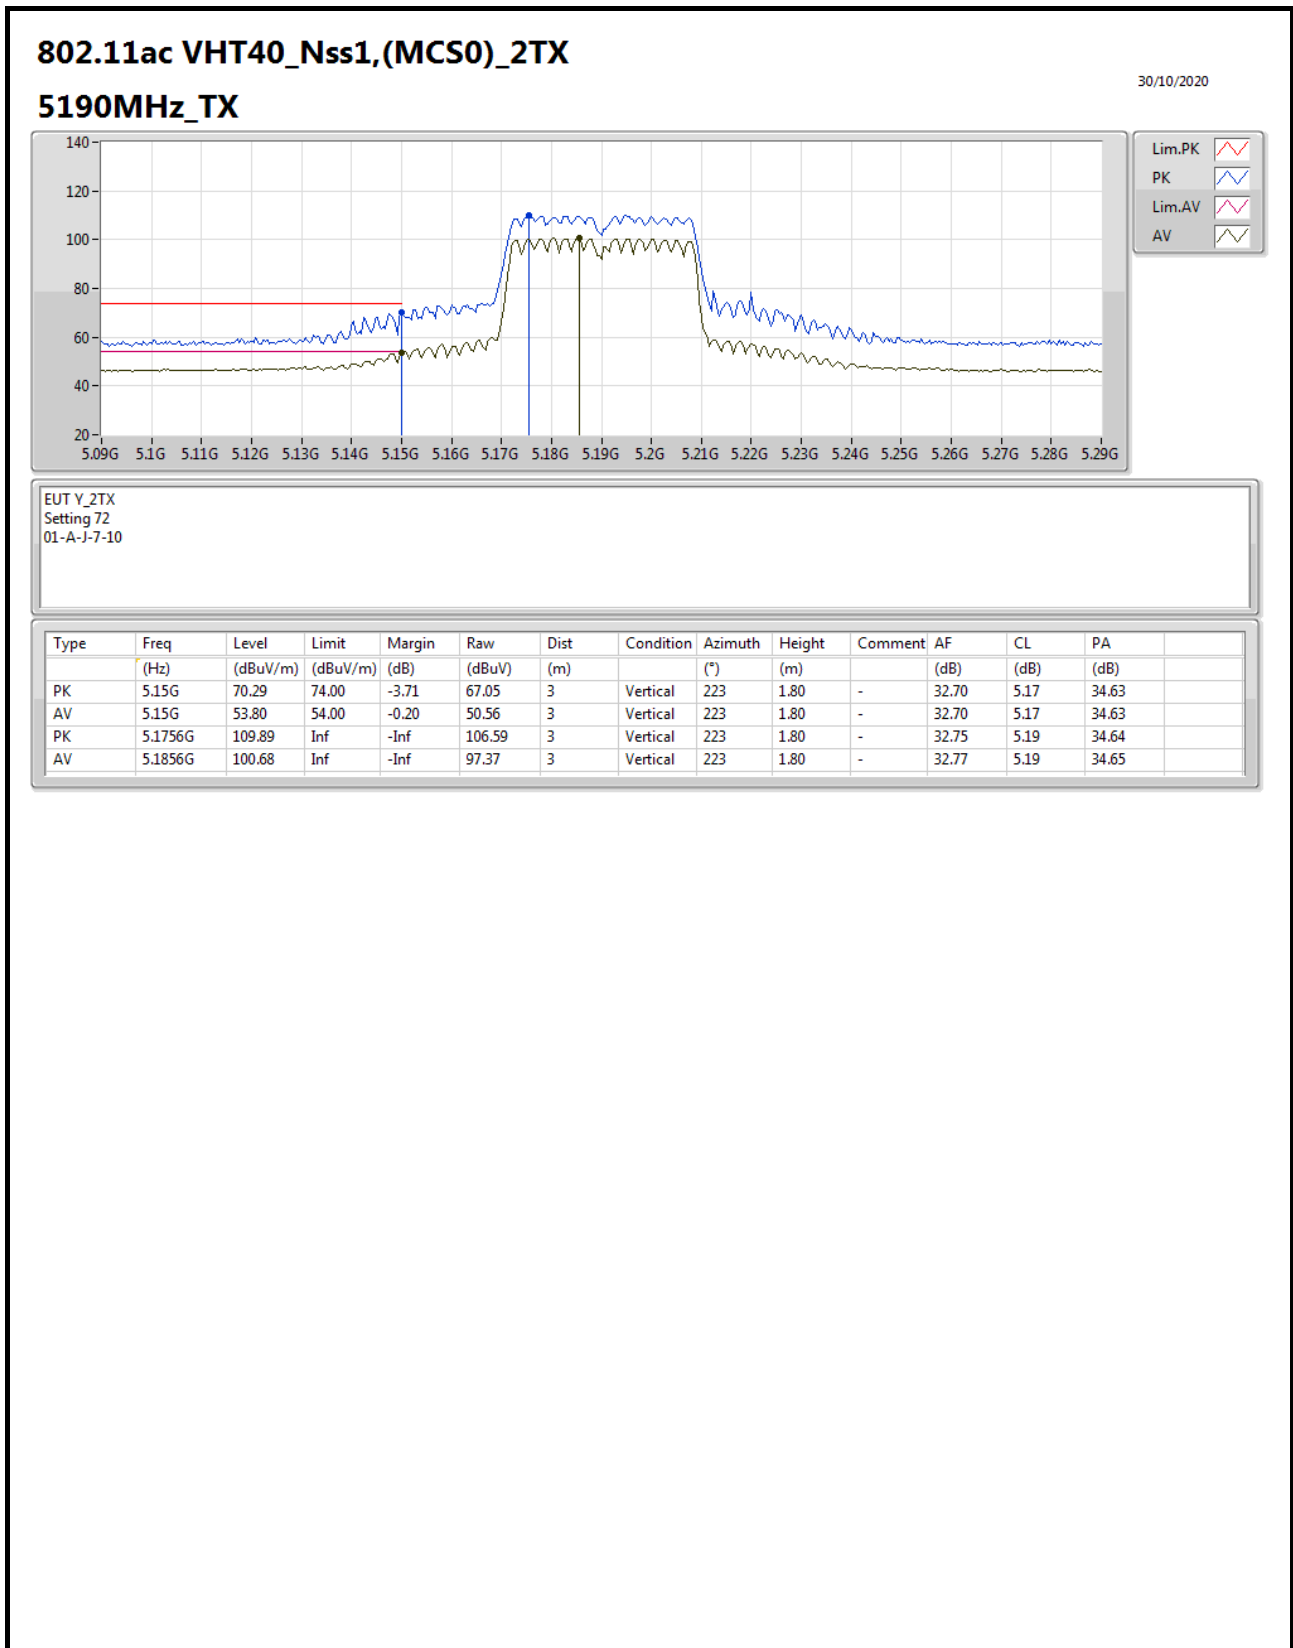 802.11ac VHT40_Nss1,(MCS0)_2TX
30/10/2020
5190MHz_TX
140
120
100
80
60
40
20
5.09G 5.1G 5.11G 5.12G 5.13G 5.14G 5.15G 5.16G 5.17G 5.18G 5.19G 5.2G 5.21G 5.22G 5.23G 5.24G 5.25G 5.26G 5.27G 5.28G 5.29G
Lim.PK
PK
Lim.AV
AV
EUT Y_2TX
Setting 72
01-A-J-7-10
Type Freq Level Limit Margin Raw Dist Condition Azimuth Height Comment AF CL PA
(Hz) (dBuV/m) (dBuV/m) (dB) (dBuV) (m) (°) (m) (dB) (dB) (dB)
PK 5.15G 70.29 74.00 -3.71 67.05 3 Vertical 223 1.80 - 32.70 5.17 34.63
AV 5.15G 53.80 54.00 -0.20 50.56 3 Vertical 223 1.80 - 32.70 5.17 34.63
PK 5.1756G 109.89 Inf -Inf 106.59 3 Vertical 223 1.80 - 32.75 5.19 34.64
AV 5.1856G 100.68 Inf -Inf 97.37 3 Vertical 223 1.80 - 32.77 5.19 34.65